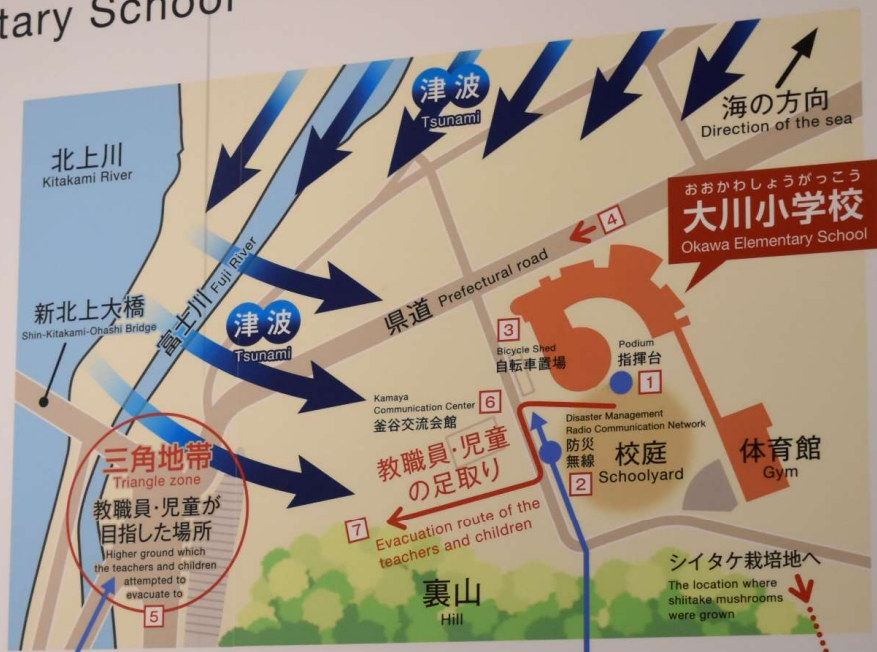 tary School
津波
Tsunami
海の方向
Direction of the sea
北上川
Kitakami River
おおかわしょうがっこう
大川小学校
Okawa Elementary School
4
富士川 Fuji River
県道 Prefectural road
新北上大橋
Shin-Kitakami-Ohashi Bridge
津波
Tsunami
3
Bicycle Shed
自転車置場
Podium
指揮台
1
Kamaya
Communication Center
釜谷交流会館
6
Disaster Management
Radio Communication Network
防災
無線
2
校庭
Schoolyard
体育館
Gym
三角地帯
Triangle zone
教職員・児童が
目指した場所
Higher ground which
the teachers and children
attempted to
evacuate to
5
教職員・児童
の足取り
7
Evacuation route of the
teachers and children
裏山
Hill
シイタケ栽培地へ
The location where
shiitake mushrooms
were grown